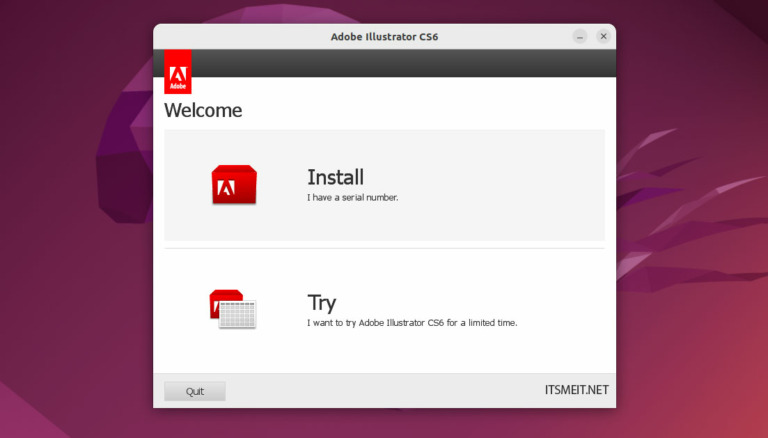 Adobe Illustrator CS6
Adobe
Welcome
Install
I have a serial number.
Try
I want to try Adobe Illustrator CS6 for a limited time.
Quit
ITSMEIT.NET